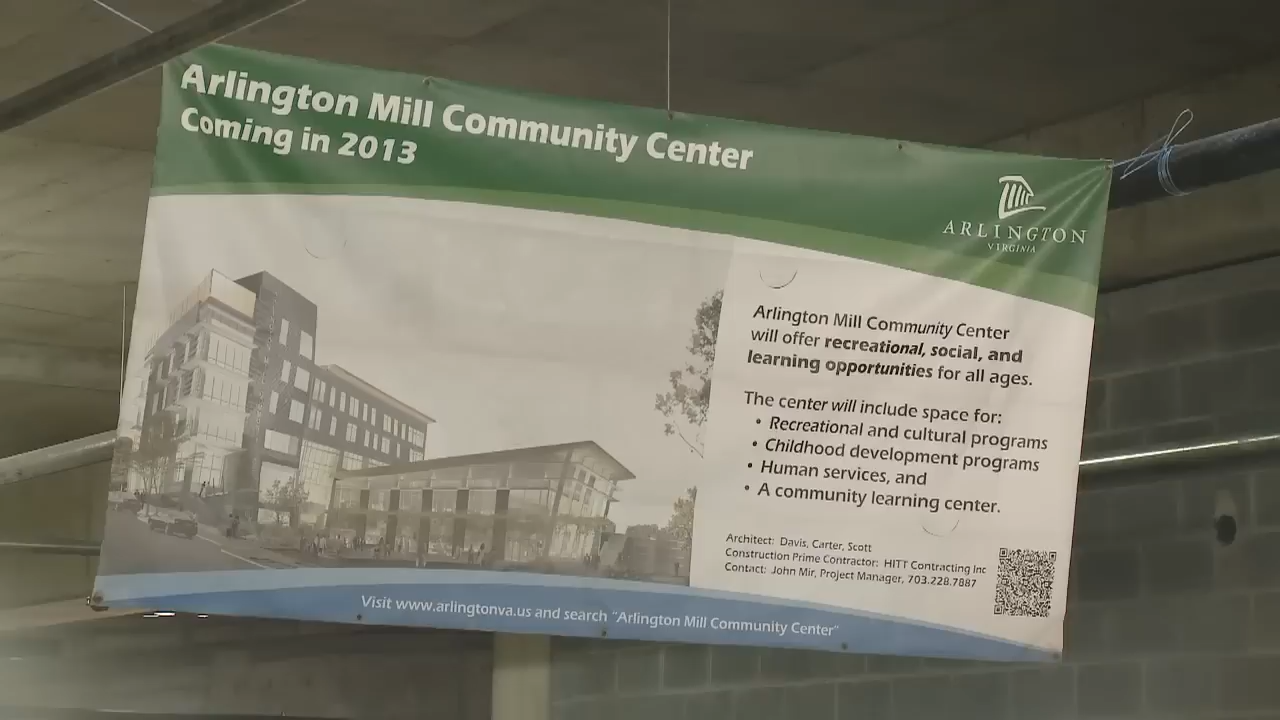 Arlington Mill Community Center
Coming in 2013
ARLINGTON
VIRGINIA
Arlington Mill Community Center
will offer recreational, social, and
learning opportunities for all ages.
The center will include space for:
• Recreational and cultural programs
• Childhood development programs
• Human services, and
• A community learning center.
Architect: Davis, Carter, Scott
Construction Prime Contractor: HITT Contracting Inc
Contact: John Mir, Project Manager, 703.228.7887
Visit www.arlingtonva.us and search "Arlington Mill Community Center"